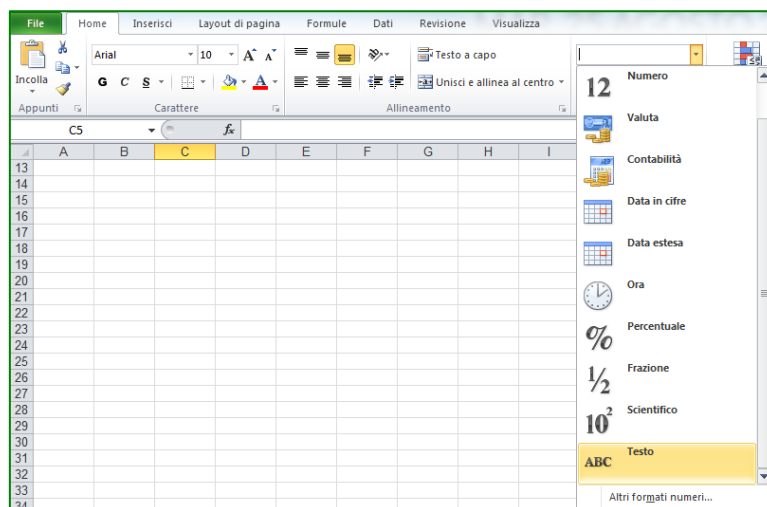 File Home Inserisci Layout di pagina Formule Dati Revisione Visualizza
Arial 10 A A Testo a capo
Incolla G C S A Unisci e allinea al centro
Appunti Carattere Allineamento
C5 fx
A B C D E F G H I
13
14
15
16
17
18
19
20
21
22
23
24
25
26
27
28
29
30
31
32
33
34
12 Numero
Valuta
Contabilità
Data in cifre
Data estesa
Ora
% Percentuale
1/2 Frazione
10² Scientifico
ABC Testo
Altri formati numeri...